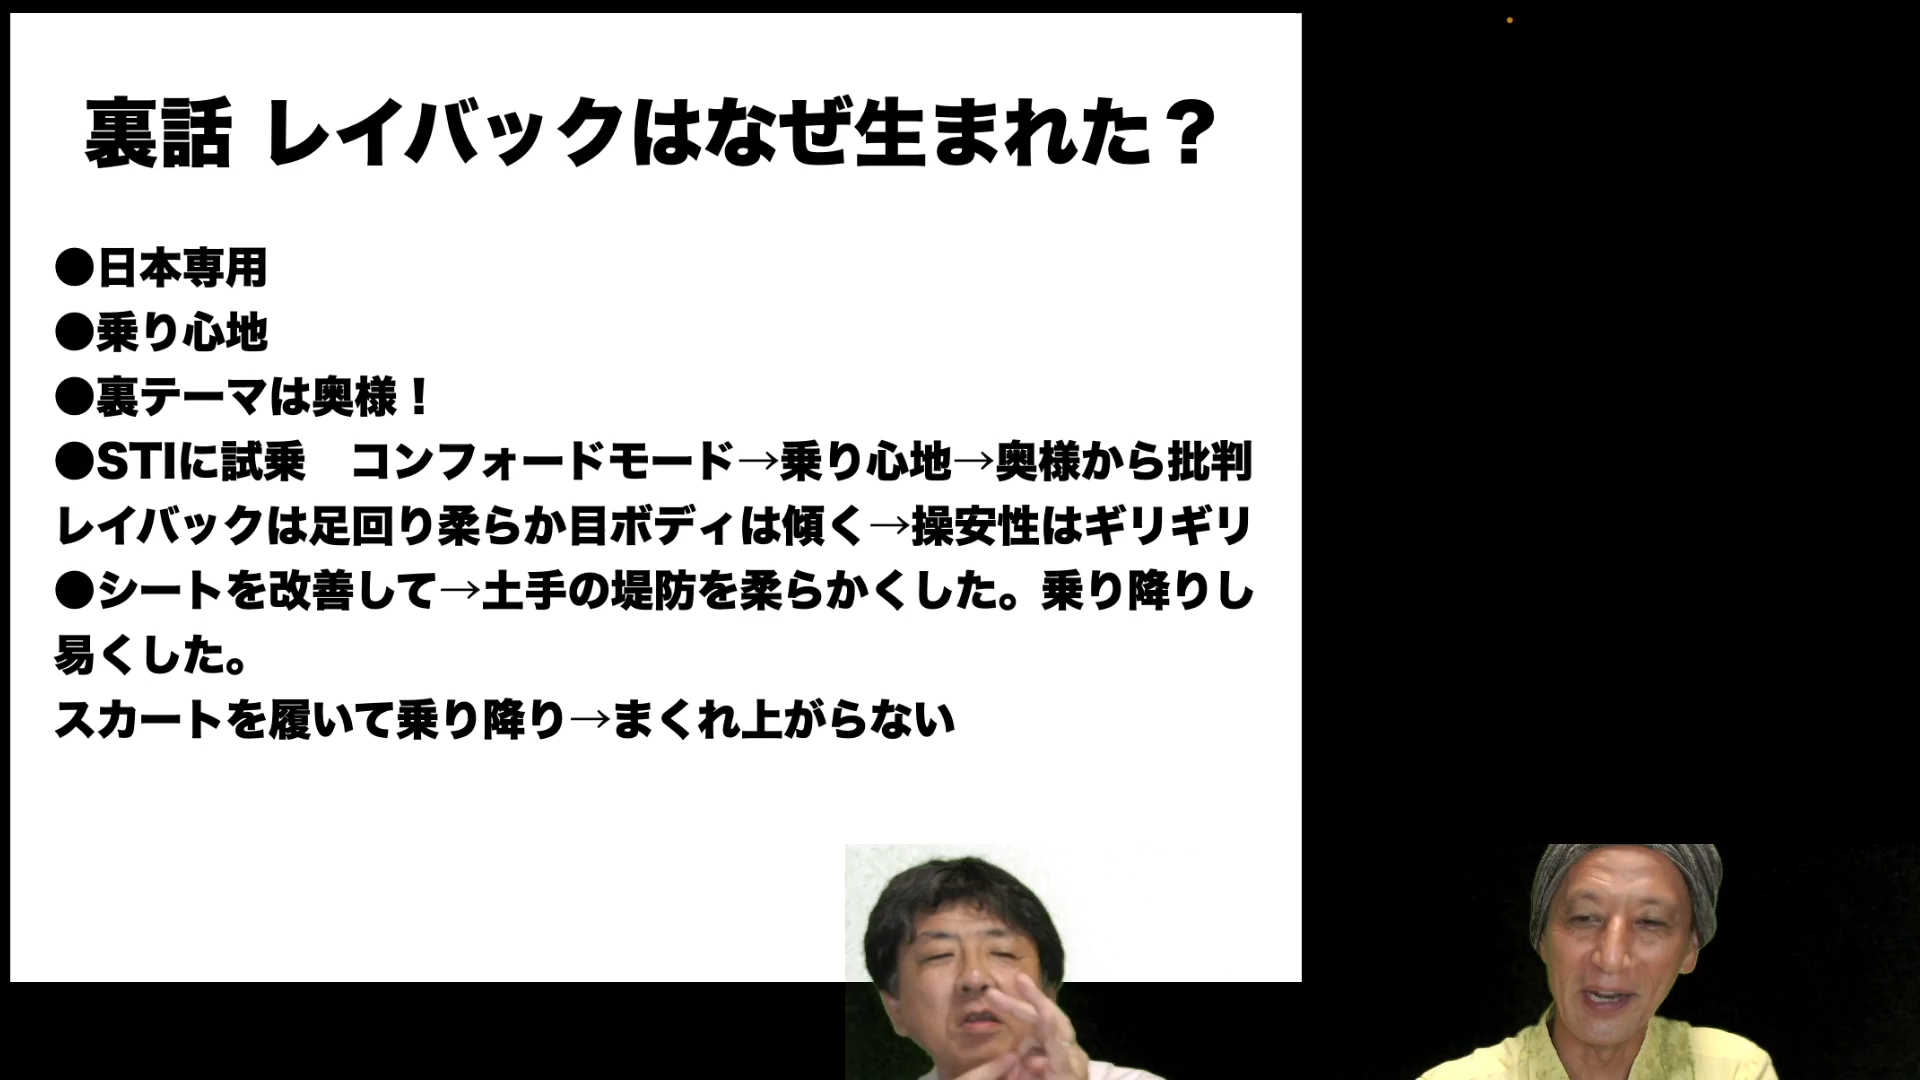 裏話 レイバックはなぜ生まれた？
●日本専用
●乗り心地
●裏テーマは奥様！
●STIに試乗　コンフォードモード→乗り心地→奥様から批判
レイバックは足回り柔らか目ボディは傾く→操安性はギリギリ
●シートを改善して→土手の堤防を柔らかくした。乗り降りし
易くした。
スカートを履いて乗り降り→まくれ上がらない